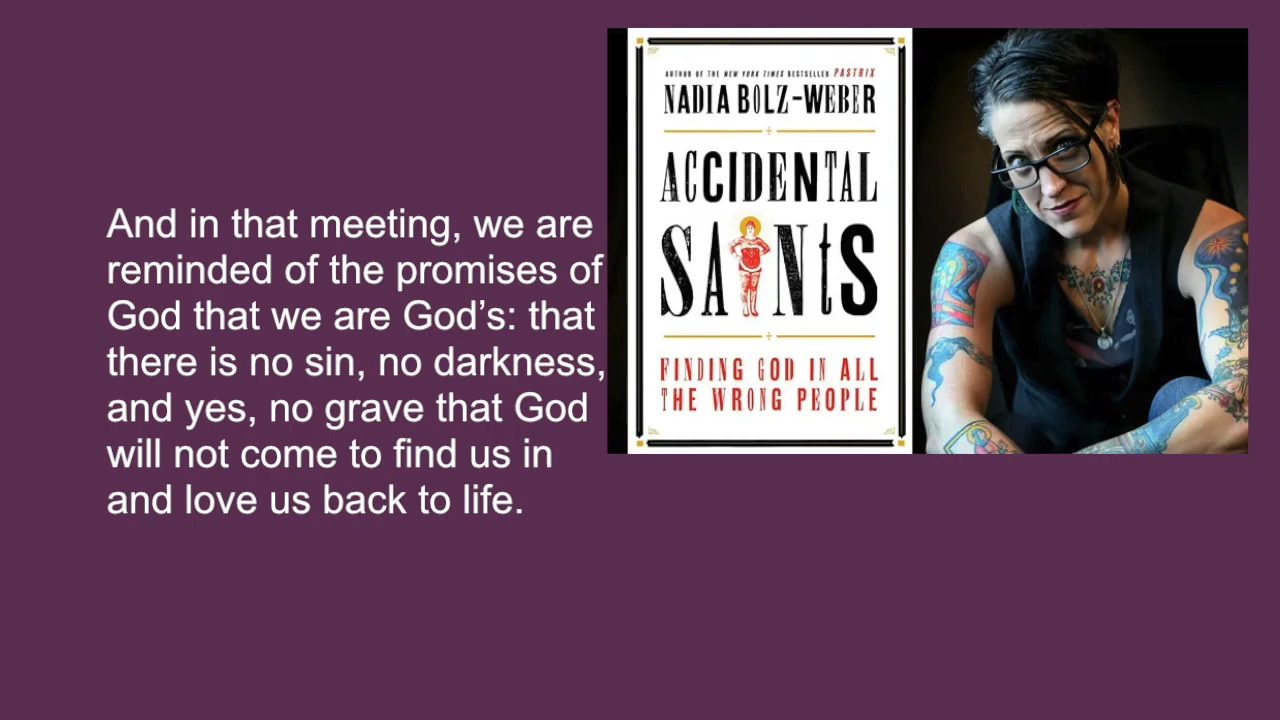 And in that meeting, we are
reminded of the promises of
God that we are God’s: that
there is no sin, no darkness,
and yes, no grave that God
will not come to find us in
and love us back to life.
AUTHOR OF THE NEW YORK TIMES BESTSELLER PASTRIX
NADIA BOLZ-WEBER
ACCIDENTAL
SAINtS
FINDING GOD IN ALL
THE WRONG PEOPLE